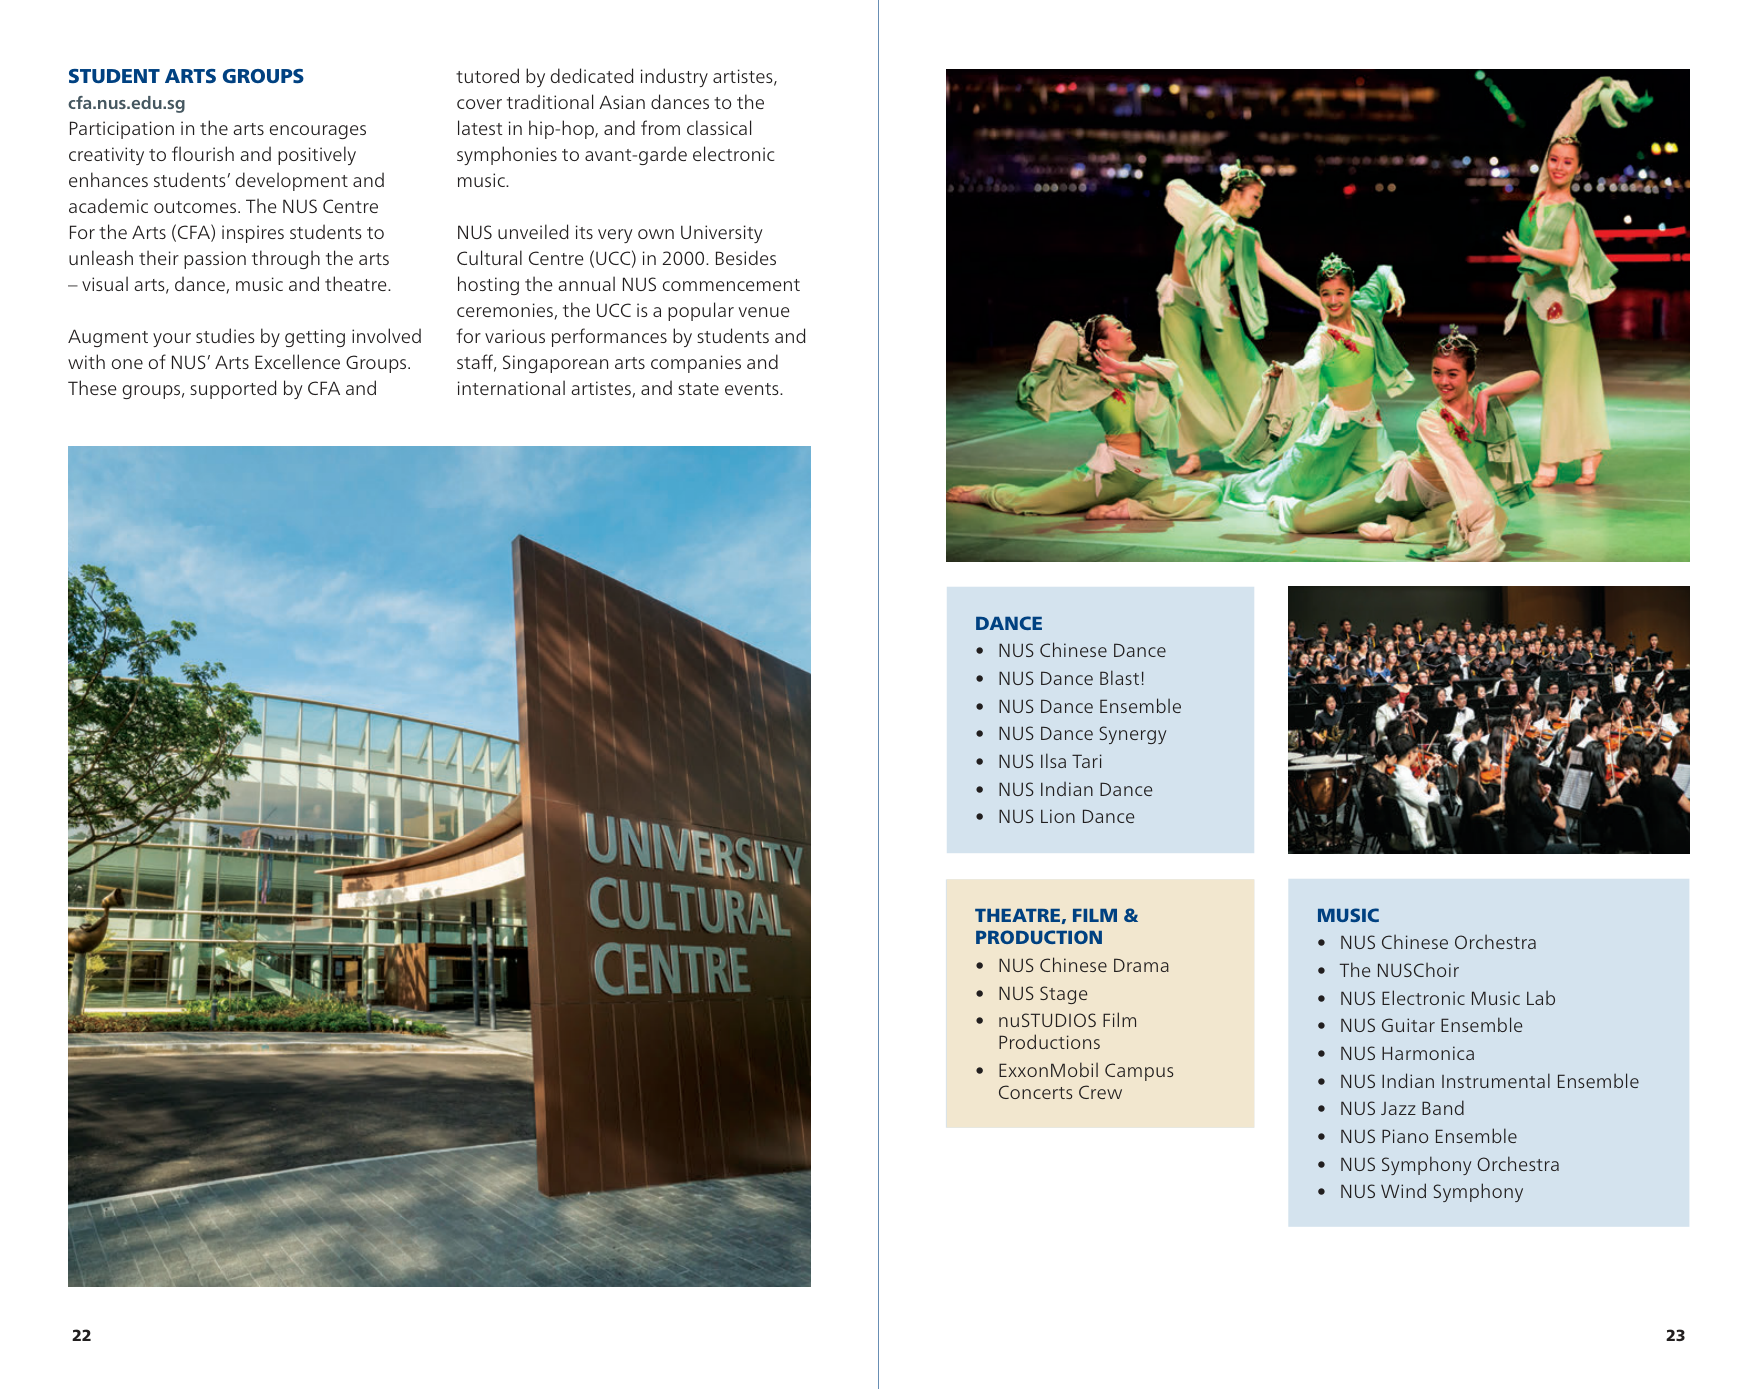 STUDENT ARTS GROUPS
cfa.nus.edu.sg
Participation in the arts encourages
creativity to flourish and positively
enhances students’ development and
academic outcomes. The NUS Centre
For the Arts (CFA) inspires students to
unleash their passion through the arts
– visual arts, dance, music and theatre.
Augment your studies by getting involved
with one of NUS’ Arts Excellence Groups.
These groups, supported by CFA and
tutored by dedicated industry artistes,
cover traditional Asian dances to the
latest in hip-hop, and from classical
symphonies to avant-garde electronic
music.
NUS unveiled its very own University
Cultural Centre (UCC) in 2000. Besides
hosting the annual NUS commencement
ceremonies, the UCC is a popular venue
for various performances by students and
staff, Singaporean arts companies and
international artistes, and state events.
UNIVERSITY
CULTURAL
CENTRE
22
DANCE
• NUS Chinese Dance
• NUS Dance Blast!
• NUS Dance Ensemble
• NUS Dance Synergy
• NUS Ilsa Tari
• NUS Indian Dance
• NUS Lion Dance
THEATRE, FILM &
PRODUCTION
• NUS Chinese Drama
• NUS Stage
• nuSTUDIOS Film
Productions
• ExxonMobil Campus
Concerts Crew
MUSIC
• NUS Chinese Orchestra
• The NUSChoir
• NUS Electronic Music Lab
• NUS Guitar Ensemble
• NUS Harmonica
• NUS Indian Instrumental Ensemble
• NUS Jazz Band
• NUS Piano Ensemble
• NUS Symphony Orchestra
• NUS Wind Symphony
23